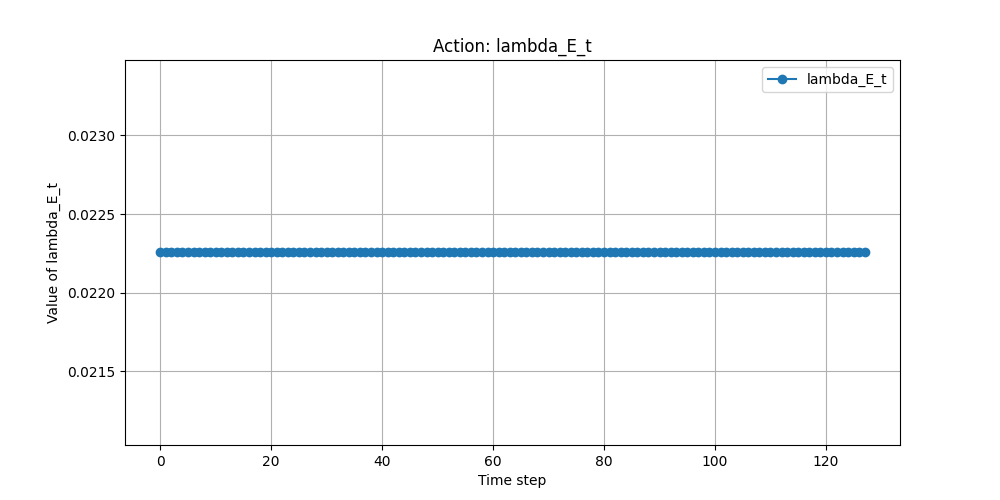 Action: lambda_E_t
lambda_E_t
0.0230
0.0225
0.0220
0.0215
Value of lambda_E_t
0 20 40 60 80 100 120
Time step